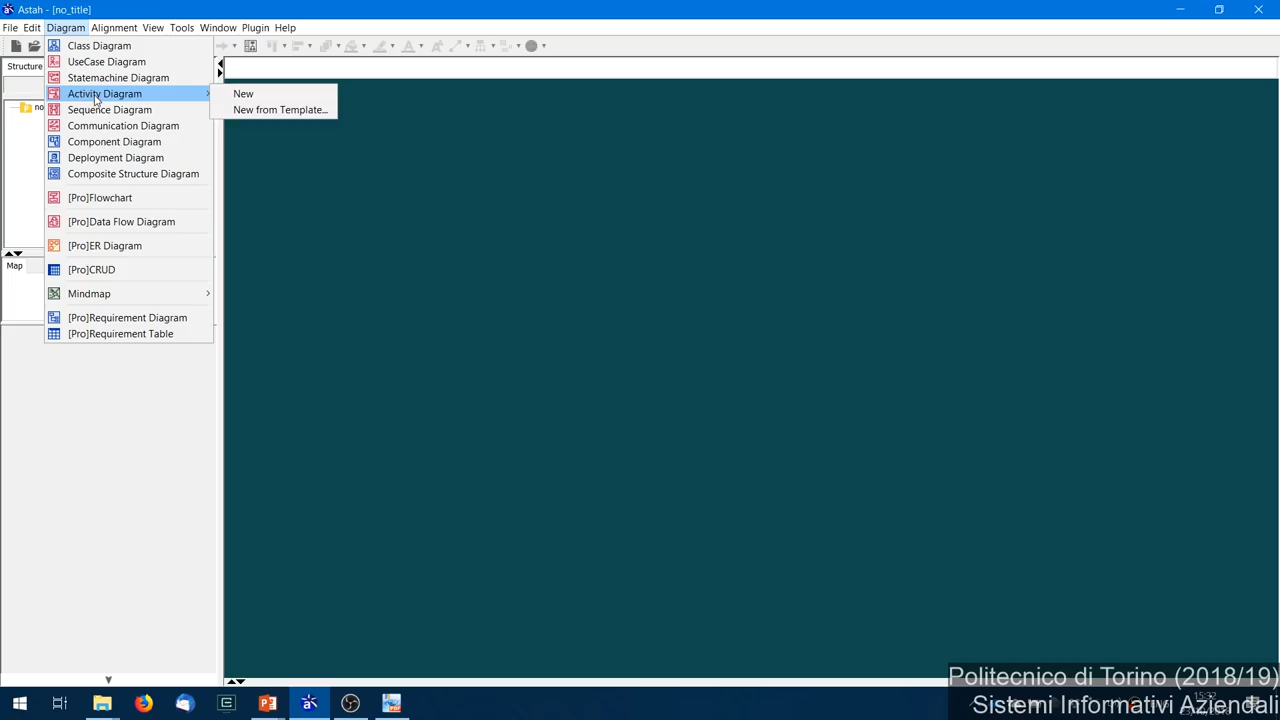 Astah - [no_title]
File Edit Diagram Alignment View Tools Window Plugin Help
Class Diagram
Structure
UseCase Diagram
Statemachine Diagram
Activity Diagram
New
no
Sequence Diagram
New from Template...
Communication Diagram
Component Diagram
Deployment Diagram
Composite Structure Diagram
[Pro]Flowchart
[Pro]Data Flow Diagram
[Pro]ER Diagram
Map
[Pro]CRUD
Mindmap
[Pro]Requirement Diagram
[Pro]Requirement Table
Politecnico di Torino (2018/19)
15:32
Sistemi Informativi Aziendali